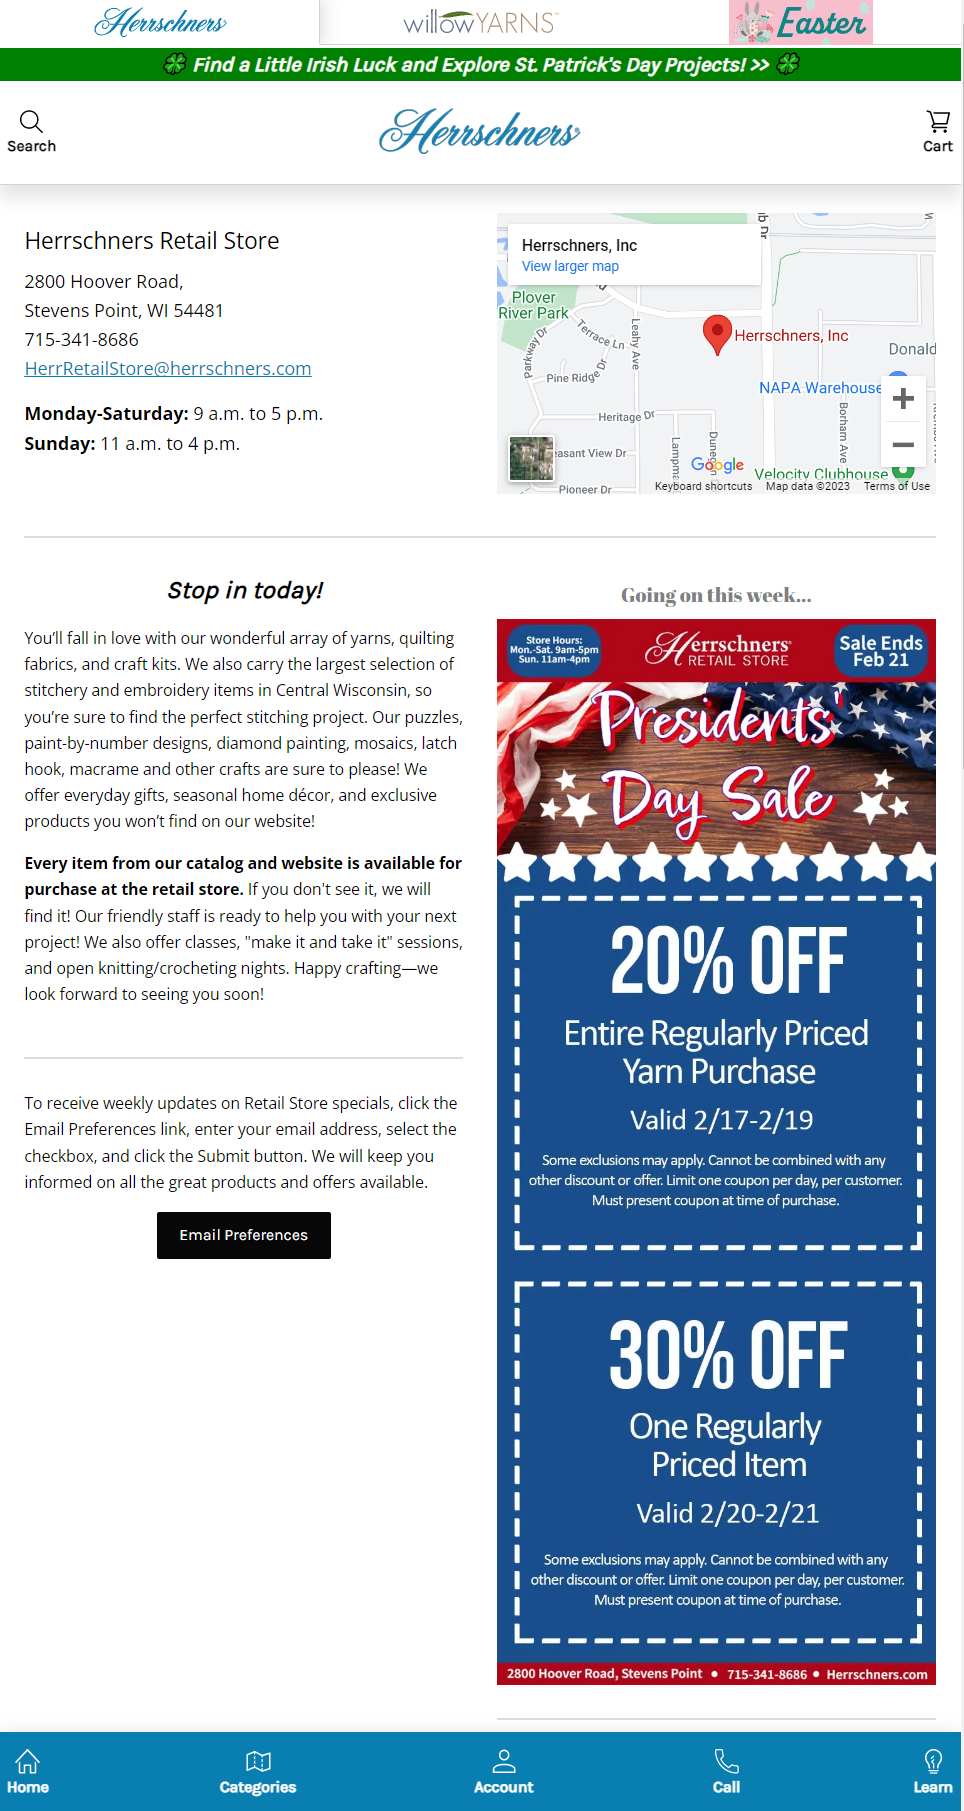 Herrschners
willow YARNS
Easter
Find a Little Irish Luck and Explore St. Patrick's Day Projects! >>
Search
Herrschners
Cart
Herrschners Retail Store
2800 Hoover Road,
Stevens Point, WI 54481
715-341-8686
HerrRetailStore@herrschners.com
Monday-Saturday: 9 a.m. to 5 p.m.
Sunday: 11 a.m. to 4 p.m.
Herrschners, Inc
View larger map
Plover
River Park
Parkway Dr
Terrace Ln
Leahy Ave
Pine Ridge Dr
Herrschners, Inc
Donald
NAPA Warehouse
Heritage Dr
Borham Ave
easant View Dr
Google
Velocity Clubhouse
Pioneer Dr
Keyboard shortcuts
Map data ©2023
Terms of Use
Stop in today!
You’ll fall in love with our wonderful array of yarns, quilting
fabrics, and craft kits. We also carry the largest selection of
stitchery and embroidery items in Central Wisconsin, so
you’re sure to find the perfect stitching project. Our puzzles,
paint-by-number designs, diamond painting, mosaics, latch
hook, macrame and other crafts are sure to please! We
offer everyday gifts, seasonal home décor, and exclusive
products you won’t find on our website!
Every item from our catalog and website is available for
purchase at the retail store. If you don't see it, we will
find it! Our friendly staff is ready to help you with your next
project! We also offer classes, "make it and take it" sessions,
and open knitting/crocheting nights. Happy crafting—we
look forward to seeing you soon!
To receive weekly updates on Retail Store specials, click the
Email Preferences link, enter your email address, select the
checkbox, and click the Submit button. We will keep you
informed on all the great products and offers available.
Email Preferences
Going on this week...
Store Hours:
Mon.-Sat. 9am-5pm
Sun. 11am-4pm
Herrschners®
RETAIL STORE
Sale Ends
Feb 21
Presidents'
Day Sale
20% OFF
Entire Regularly Priced
Yarn Purchase
Valid 2/17-2/19
Some exclusions may apply. Cannot be combined with any
other discount or offer. Limit one coupon per day, per customer.
Must present coupon at time of purchase.
30% OFF
One Regularly
Priced Item
Valid 2/20-2/21
Some exclusions may apply. Cannot be combined with any
other discount or offer. Limit one coupon per day, per customer.
Must present coupon at time of purchase.
2800 Hoover Road, Stevens Point • 715-341-8686 • Herrschners.com
Home
Categories
Account
Call
Learn